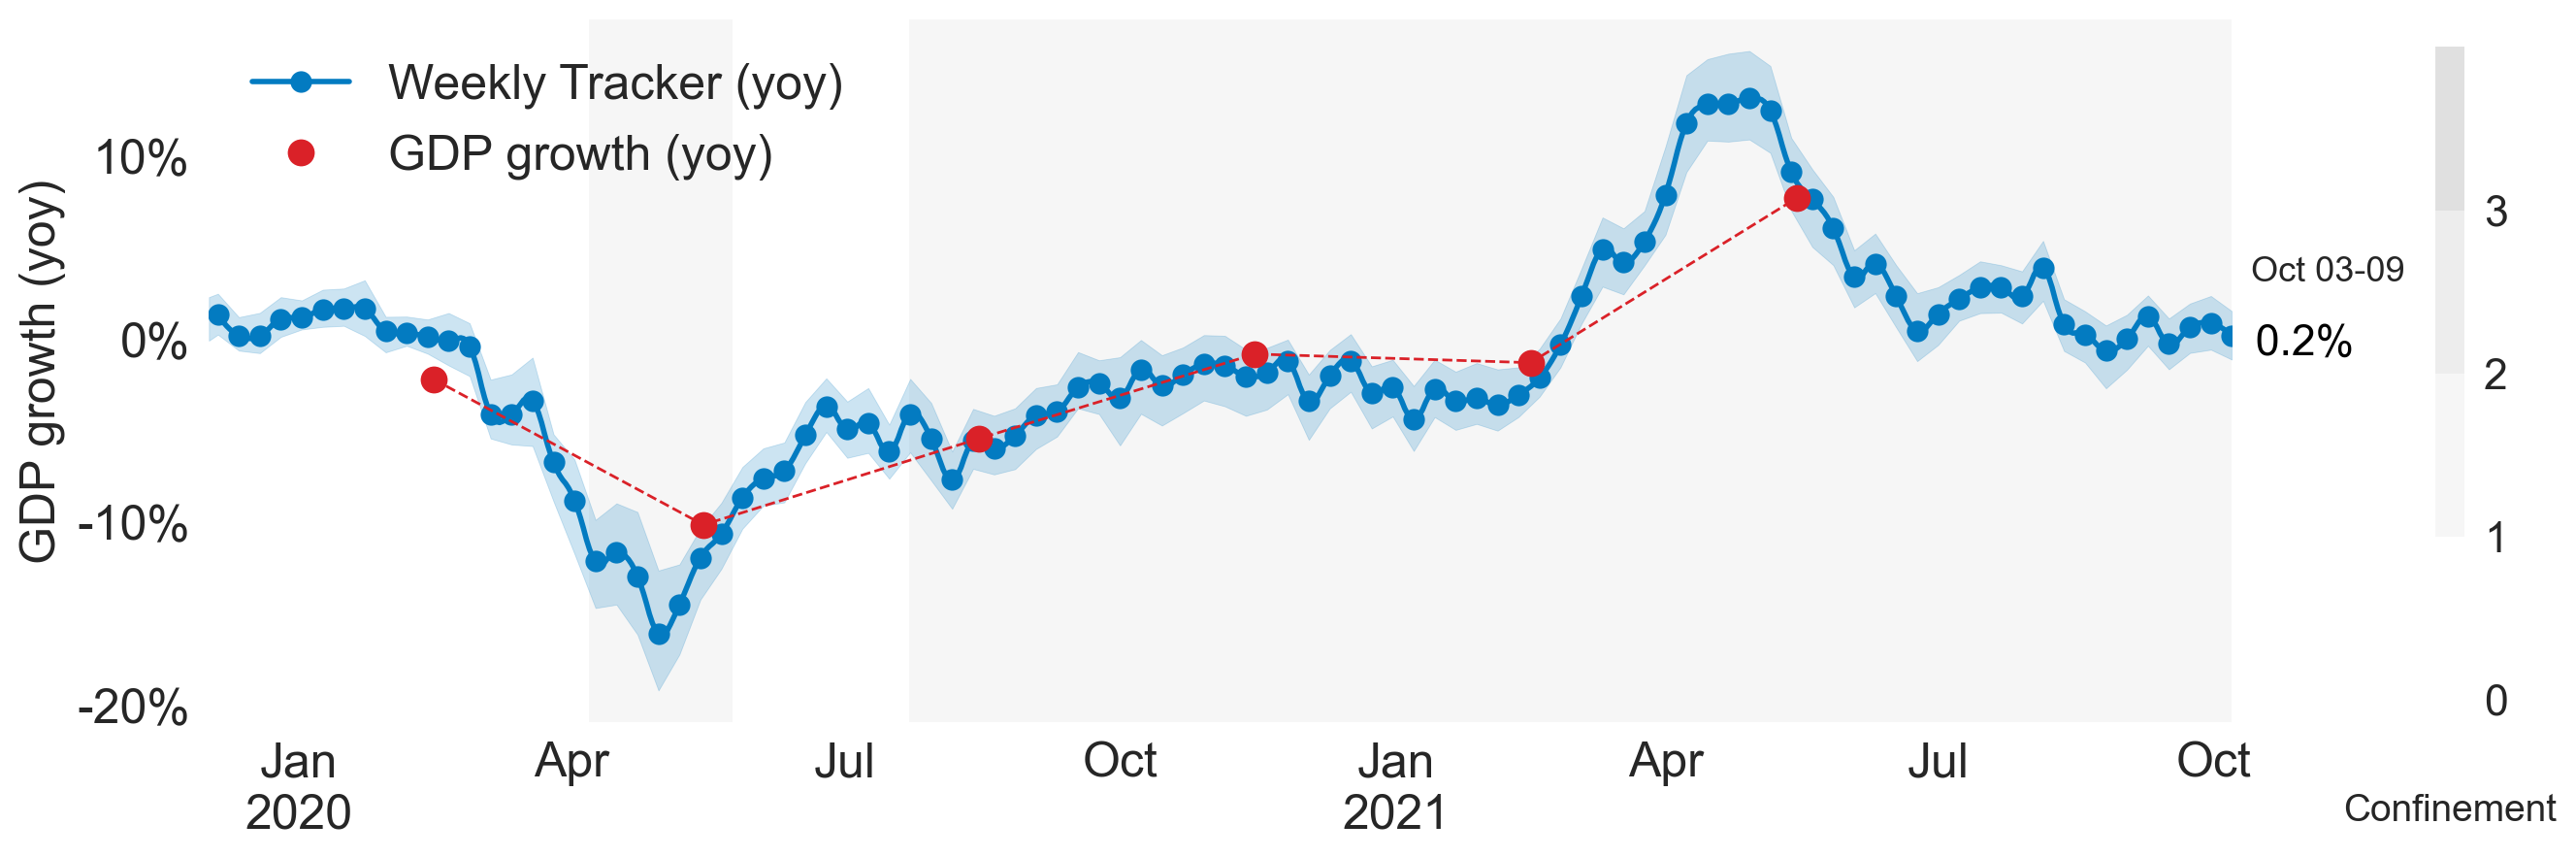 Weekly Tracker (yoy)
GDP growth (yoy)
GDP growth (yoy)
10%
0%
-10%
-20%
Jan
2020
Apr
Jul
Oct
Jan
2021
Apr
Jul
Oct
Oct 03-09
0.2%
3
2
1
0
Confinement